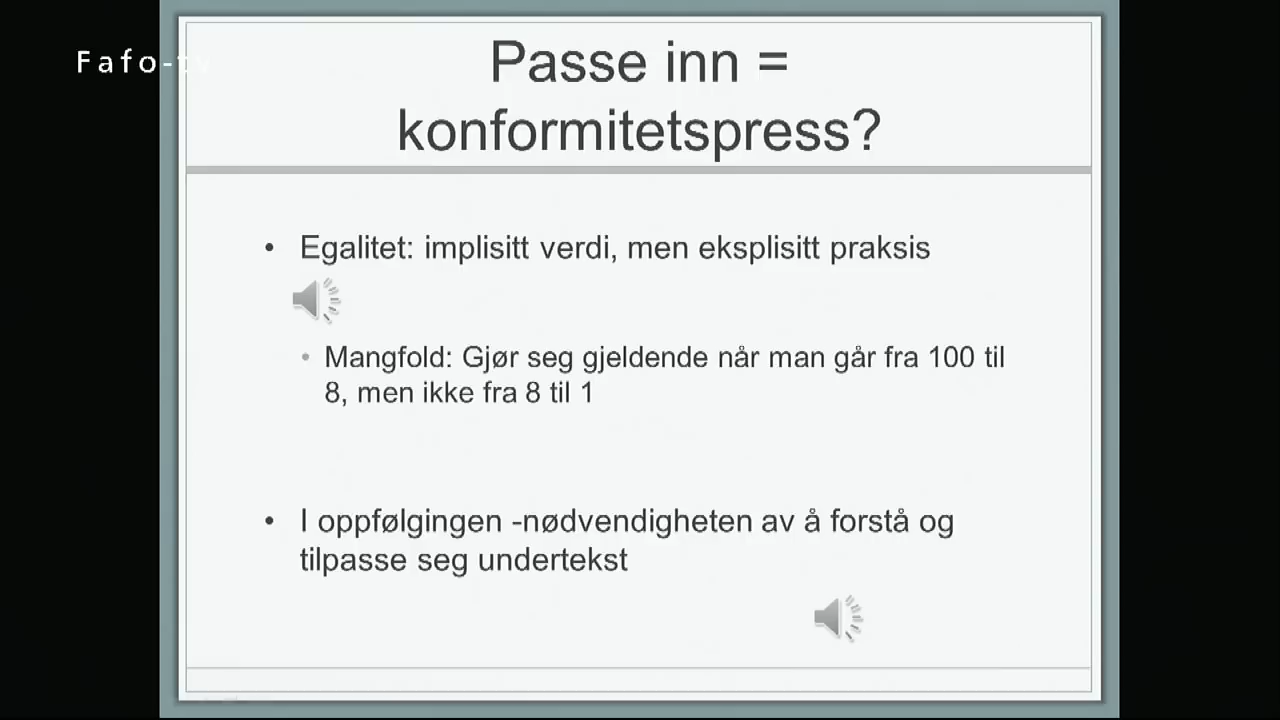 Fafo-tv
Passe inn =
konformitetspress?
• Egalitet: implisitt verdi, men eksplisitt praksis
• Mangfold: Gjør seg gjeldende når man går fra 100 til
8, men ikke fra 8 til 1
• I oppfølgingen -nødvendigheten av å forstå og
tilpasse seg undertekst